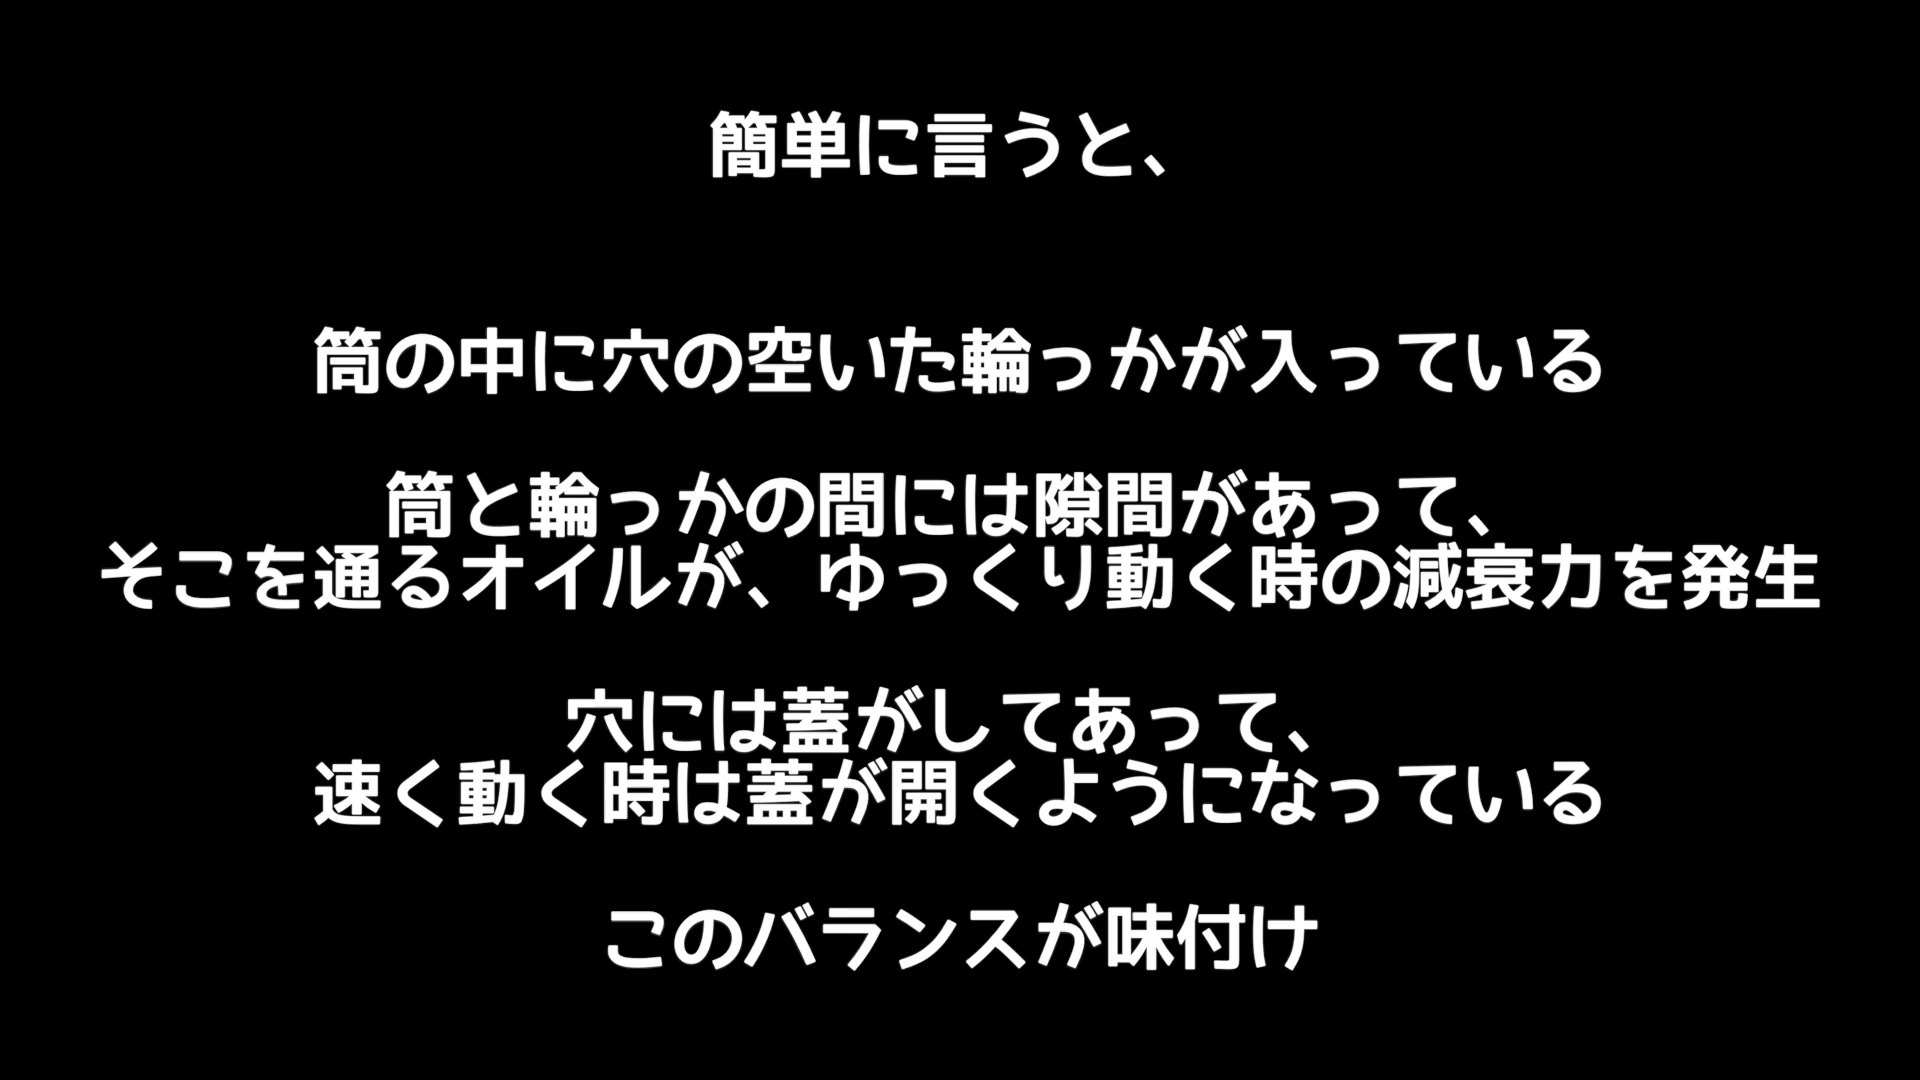 簡単に言うと、
筒の中に穴の空いた輪っかが入っている
筒と輪っかの間には隙間があって、
そこを通るオイルが、ゆっくり動く時の減衰力を発生
穴には蓋がしてあって、
速く動く時は蓋が開くようになっている
このバランスが味付け